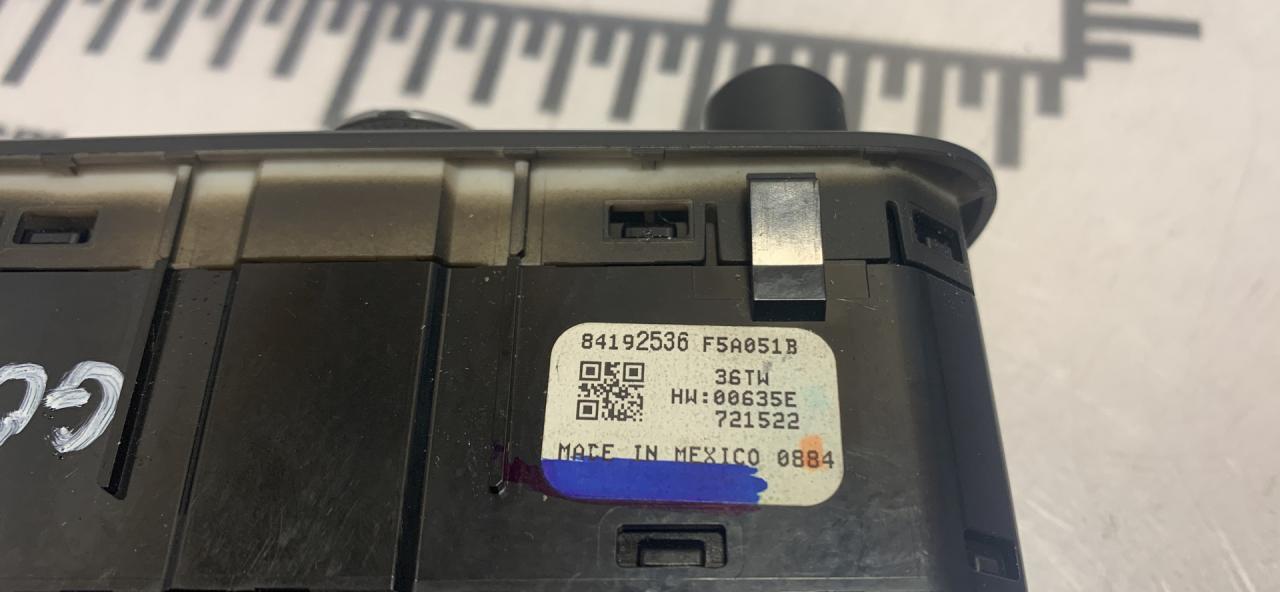 84192536 F5A051B
36TW
HW:00635E
721522
MADE IN MEXICO 0884